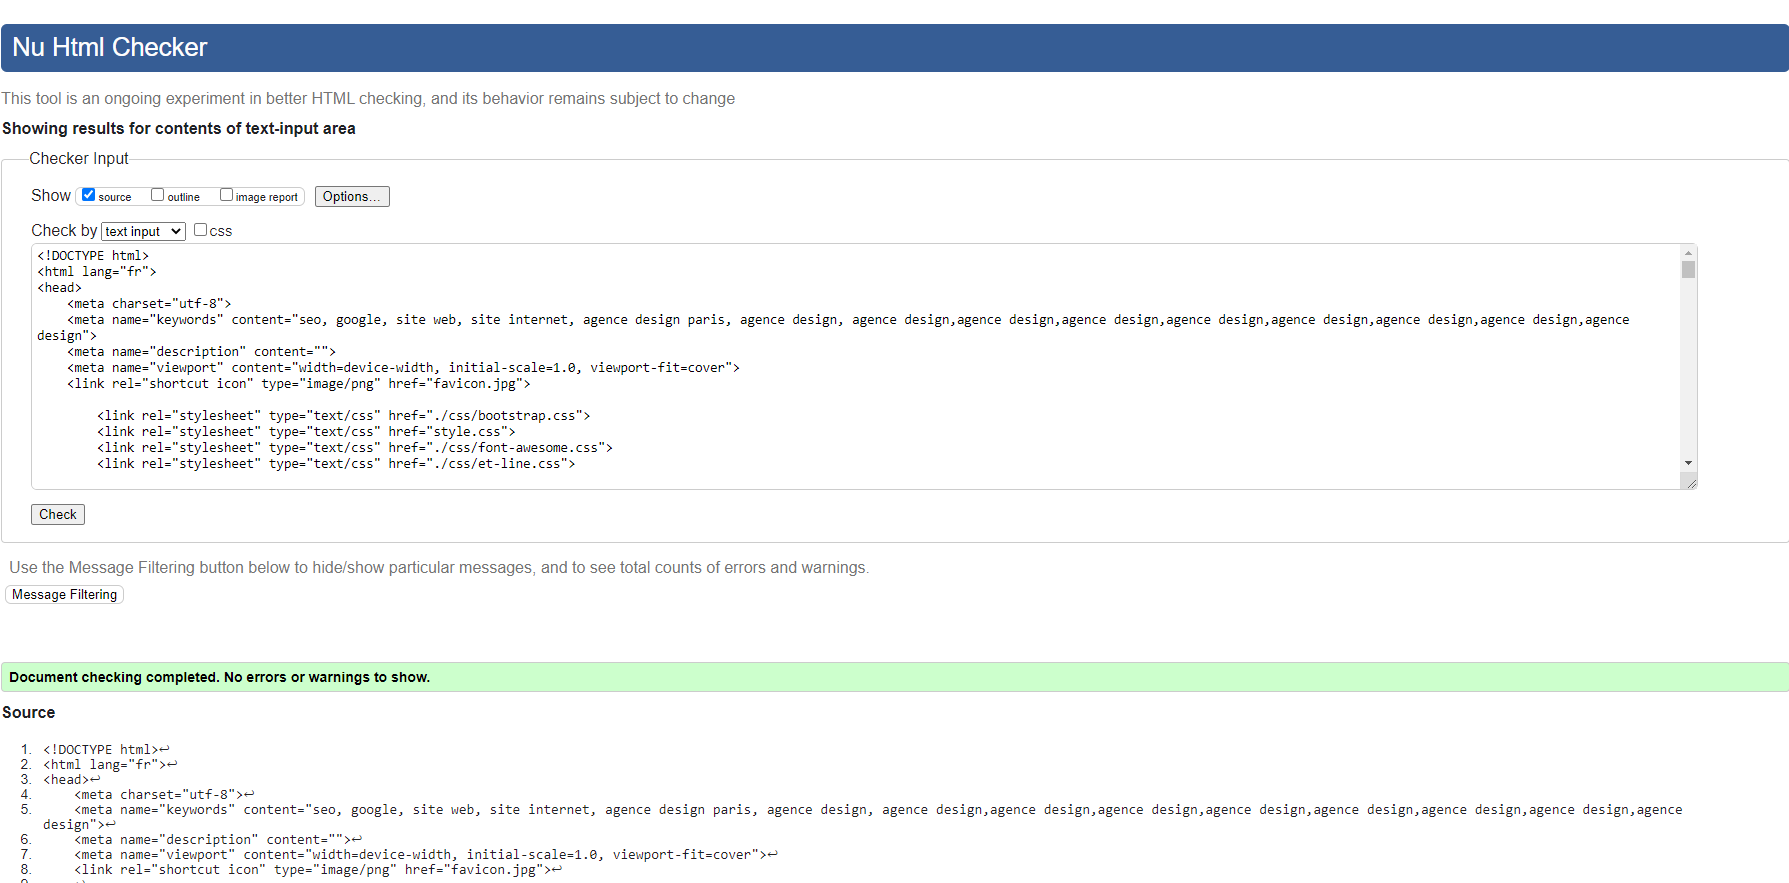 Nu Html Checker
This tool is an ongoing experiment in better HTML checking, and its behavior remains subject to change
Showing results for contents of text-input area
Checker Input
Show source outline image report Options...
Check by text input css
<!DOCTYPE html>
<html lang="fr">
<head>
    <meta charset="utf-8">
    <meta name="keywords" content="seo, google, site web, site internet, agence design paris, agence design, agence design,agence design,agence design,agence design,agence design,agence design,agence design,agence
design">
    <meta name="description" content="">
    <meta name="viewport" content="width=device-width, initial-scale=1.0, viewport-fit=cover">
    <link rel="shortcut icon" type="image/png" href="favicon.jpg">
        <link rel="stylesheet" type="text/css" href="./css/bootstrap.css">
        <link rel="stylesheet" type="text/css" href="style.css">
        <link rel="stylesheet" type="text/css" href="./css/font-awesome.css">
        <link rel="stylesheet" type="text/css" href="./css/et-line.css">
Check
Use the Message Filtering button below to hide/show particular messages, and to see total counts of errors and warnings.
Message Filtering
Document checking completed. No errors or warnings to show.
Source
1. <!DOCTYPE html>↩
2. <html lang="fr">↩
3. <head>↩
4.     <meta charset="utf-8">↩
5.     <meta name="keywords" content="seo, google, site web, site internet, agence design paris, agence design, agence design,agence design,agence design,agence design,agence design,agence design,agence design,agence
design">↩
6.     <meta name="description" content="">↩
7.     <meta name="viewport" content="width=device-width, initial-scale=1.0, viewport-fit=cover">↩
8.     <link rel="shortcut icon" type="image/png" href="favicon.jpg">↩